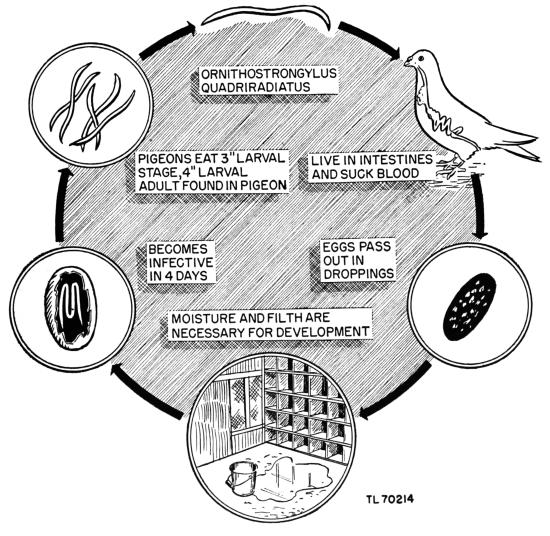 ORNITHOSTRONGYLUS
QUADRIRADIATUS
PIGEONS EAT 3" LARVAL
STAGE, 4" LARVAL
ADULT FOUND IN PIGEON
LIVE IN INTESTINES
AND SUCK BLOOD
BECOMES
INFECTIVE
IN 4 DAYS
EGGS PASS
OUT IN
DROPPINGS
MOISTURE AND FILTH ARE
NECESSARY FOR DEVELOPMENT
TL 70214